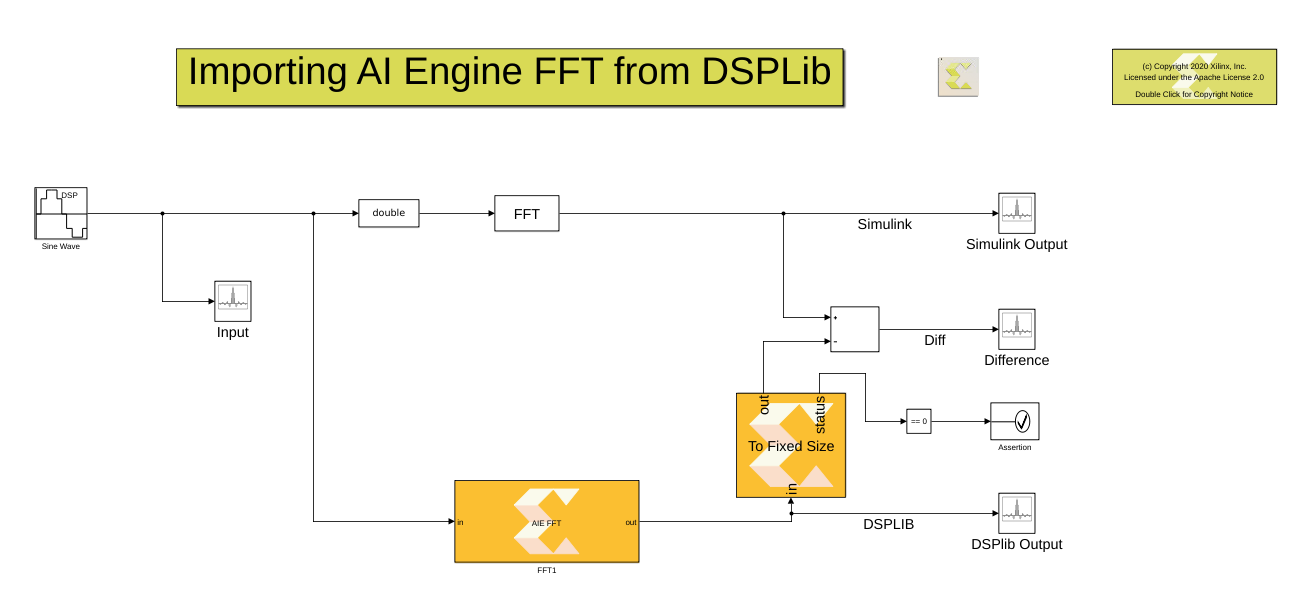 Importing AI Engine FFT from DSPLib
(c) Copyright 2020 Xilinx, Inc.
Licensed under the Apache License 2.0
Double Click for Copyright Notice
DSP
Sine Wave
double
FFT
Simulink
Simulink Output
Input
+
−
Diff
Difference
out
status
To Fixed Size
in
== 0
Assertion
in
AIE FFT
out
FFT1
DSPLIB
DSPlib Output